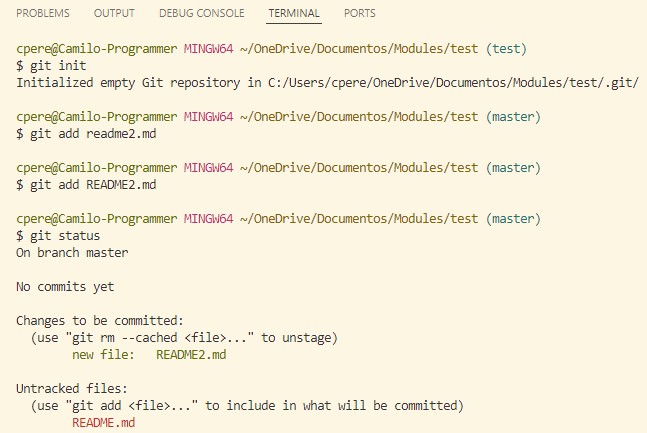 PROBLEMS OUTPUT DEBUG CONSOLE TERMINAL PORTS
cpere@Camilo-Programmer MINGW64 ~/OneDrive/Documentos/Modules/test (test)
$ git init
Initialized empty Git repository in C:/Users/cpere/OneDrive/Documentos/Modules/test/.git/
cpere@Camilo-Programmer MINGW64 ~/OneDrive/Documentos/Modules/test (master)
$ git add readme2.md
cpere@Camilo-Programmer MINGW64 ~/OneDrive/Documentos/Modules/test (master)
$ git add README2.md
cpere@Camilo-Programmer MINGW64 ~/OneDrive/Documentos/Modules/test (master)
$ git status
On branch master
No commits yet
Changes to be committed:
(use "git rm --cached <file>..." to unstage)
new file: README2.md
Untracked files:
(use "git add <file>..." to include in what will be committed)
README.md